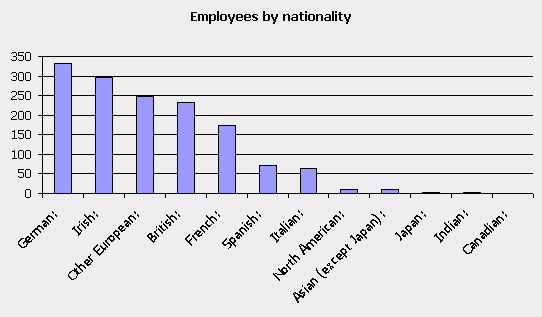 Employees by nationality
350
300
250
200
150
100
50
0
German;
Irish;
Other European;
British;
French;
Spanish;
Italian;
North American;
Asian (except Japan);
Japan;
Indian;
Canadian;